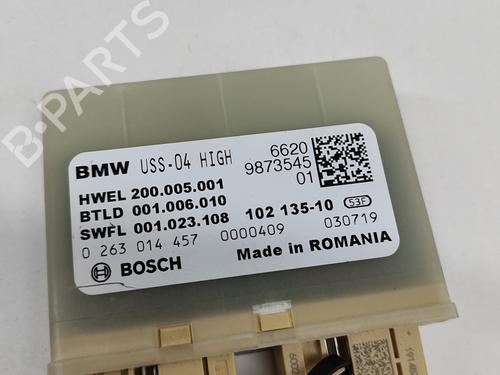 B-PARTS
BMW USS-04 HIGH 6620
9873545
01
HWEL 200.005.001
BTLD 001.006.010
SWFL 001.023.108 102 135-10 53F
0 263 014 457 0000409 030719
BOSCH Made in ROMANIA